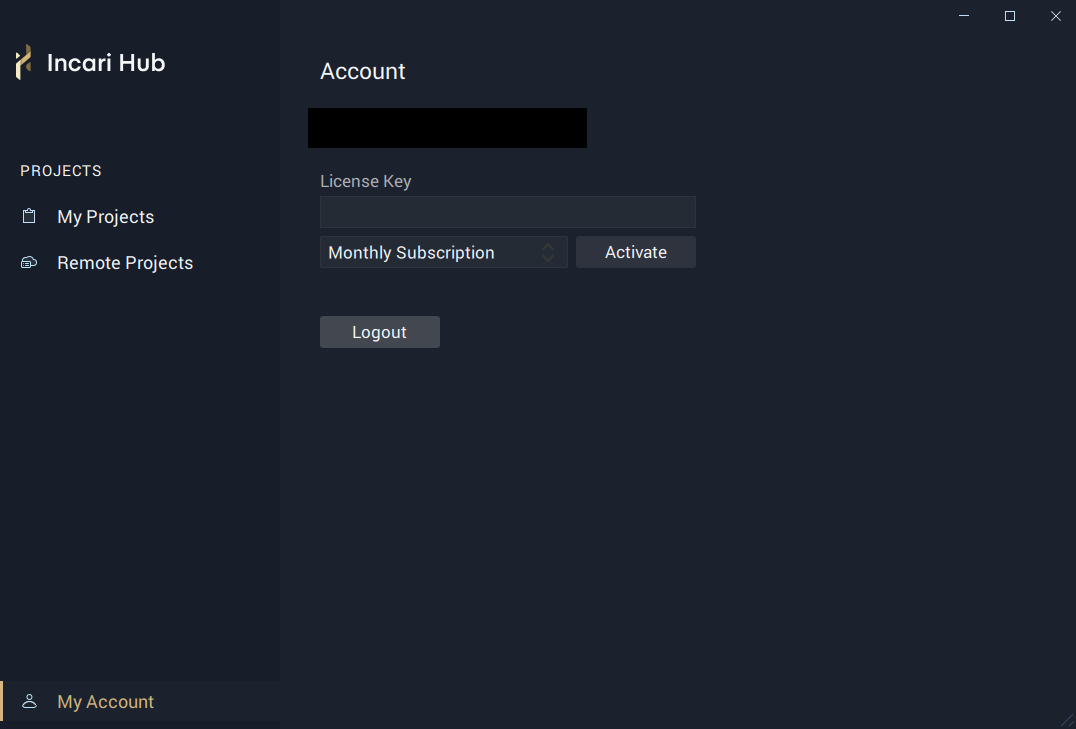 Incari Hub
PROJECTS
My Projects
Remote Projects
My Account
Account
License Key
Monthly Subscription
Activate
Logout